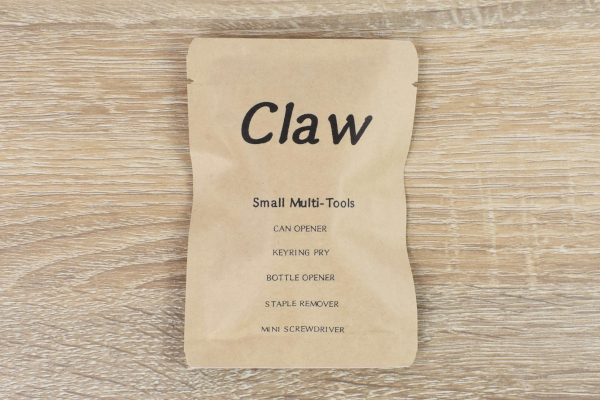 Claw
Small Multi-Tools
CAN OPENER
KEYRING PRY
BOTTLE OPENER
STAPLE REMOVER
MINI SCREWDRIVER